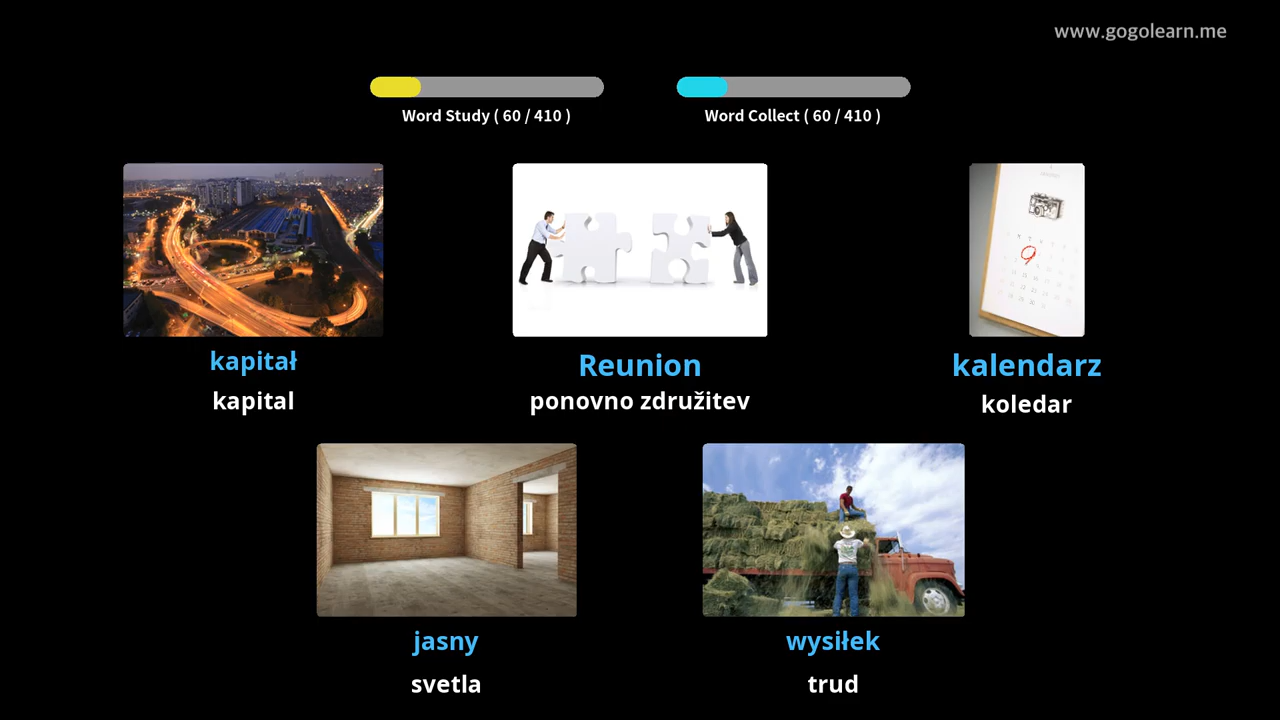 www.gogolearn.me
Word Study ( 60 / 410 )
Word Collect ( 60 / 410 )
kapitał
kapital
Reunion
ponovno združitev
kalendarz
koledar
jasny
svetla
wysiłek
trud